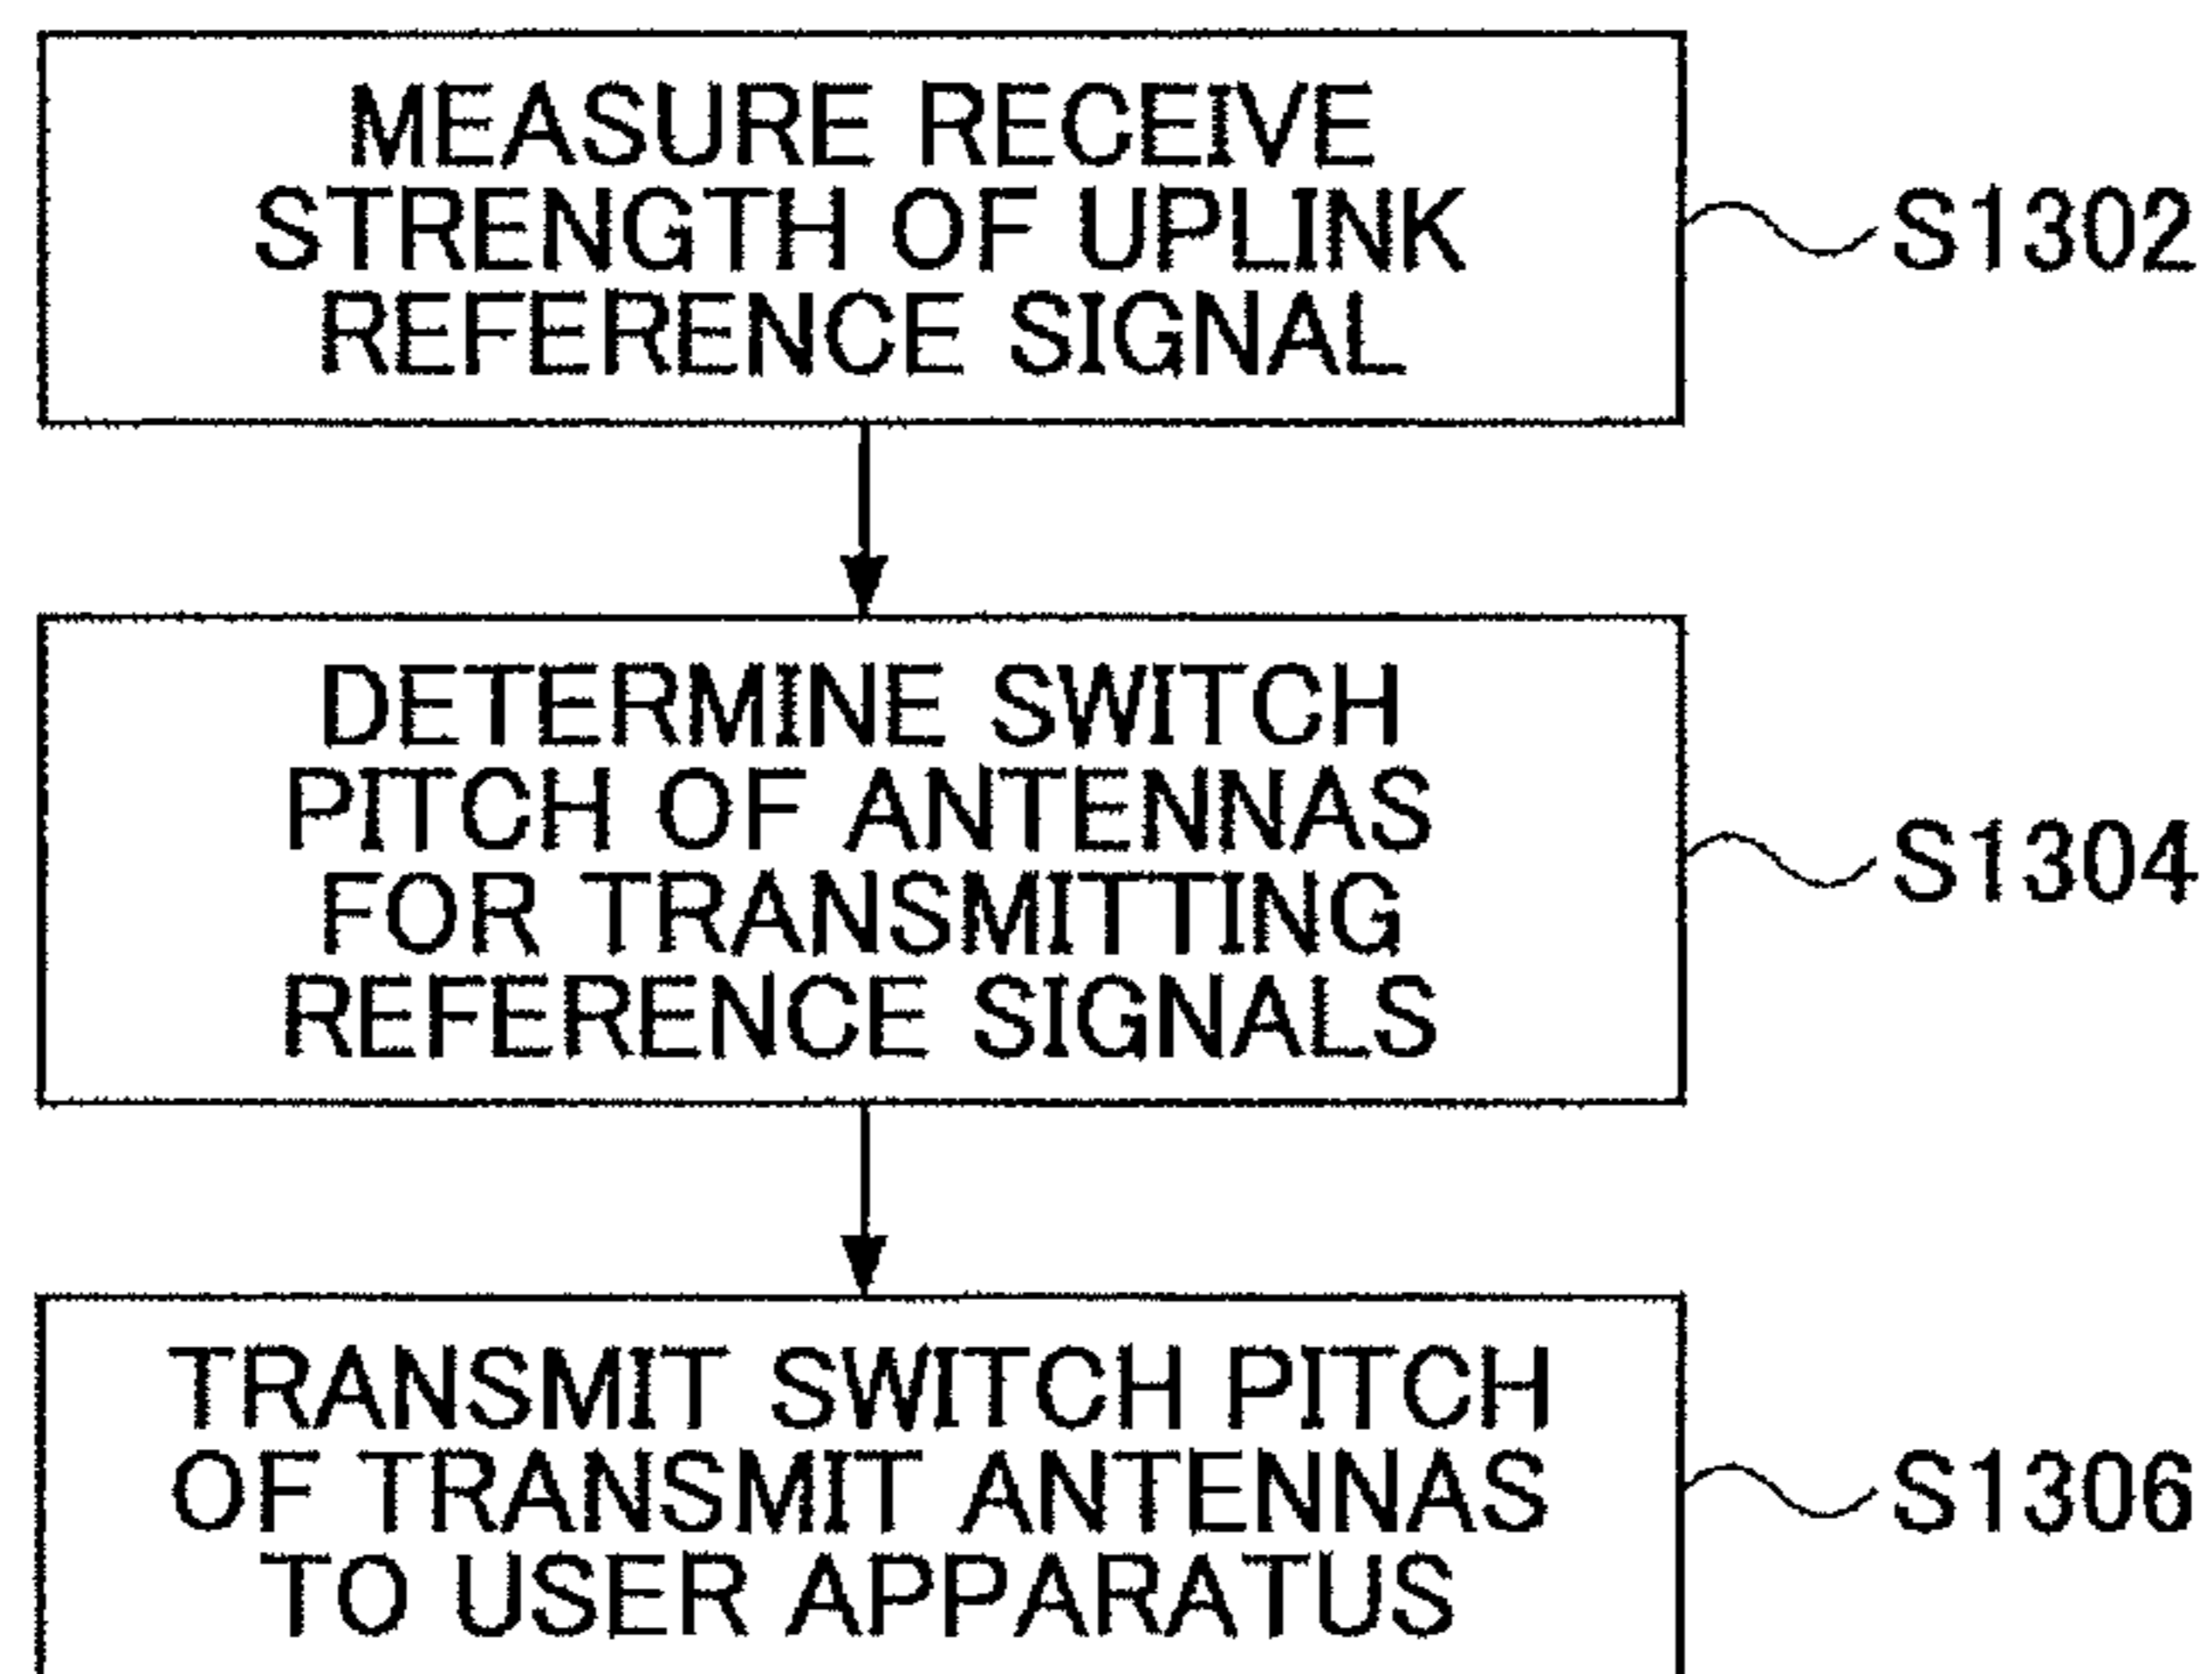 MEASURE RECEIVE
STRENGTH OF UPLINK
REFERENCE SIGNAL
S1302
DETERMINE SWITCH
PITCH OF ANTENNAS
FOR TRANSMITTING
REFERENCE SIGNALS
S1304
TRANSMIT SWITCH PITCH
OF TRANSMIT ANTENNAS
TO USER APPARATUS
S1306